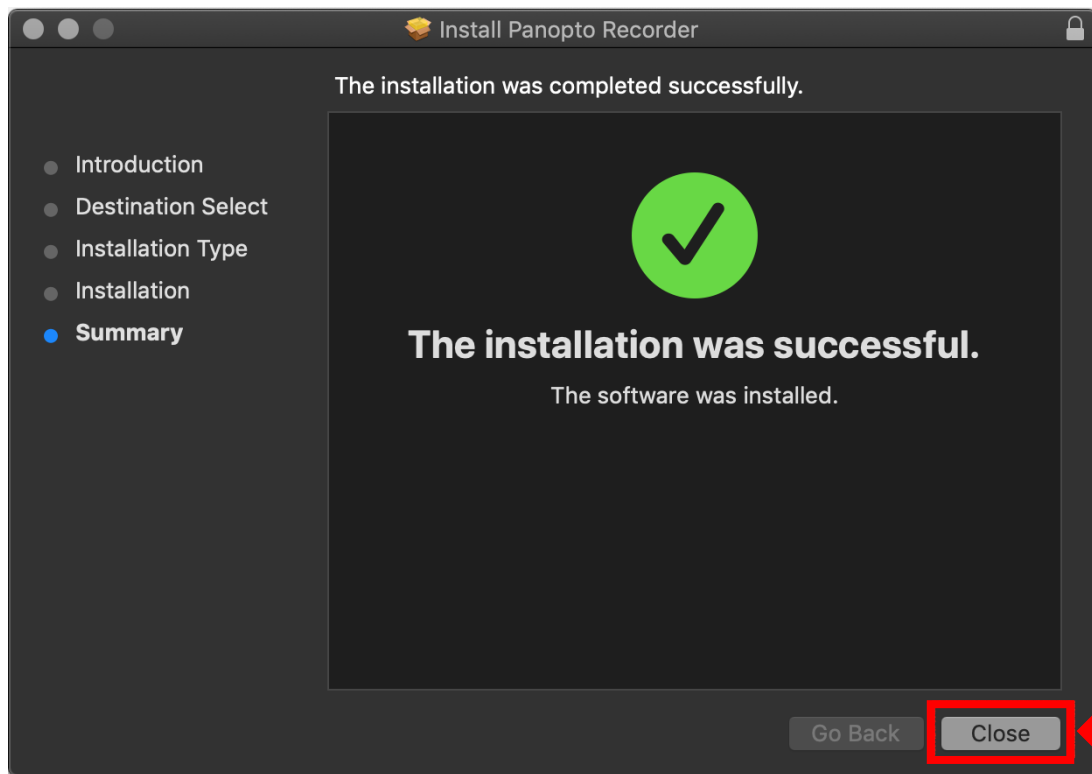 Install Panopto Recorder
The installation was completed successfully.
Introduction
Destination Select
Installation Type
Installation
Summary
The installation was successful.
The software was installed.
Go Back
Close